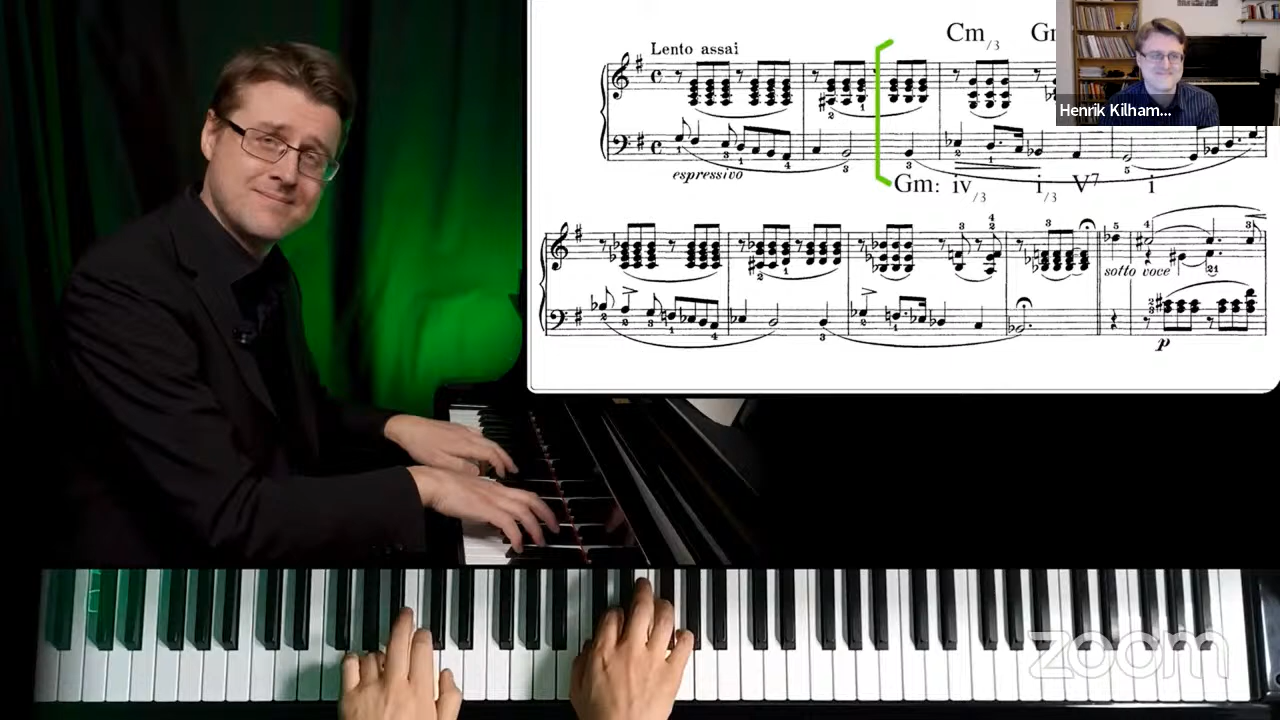 Cm/3
Lento assai
Henrik Kilham...
espressivo
Gm: iv/3 i/3 V7 i
sotto voce
p
zoom